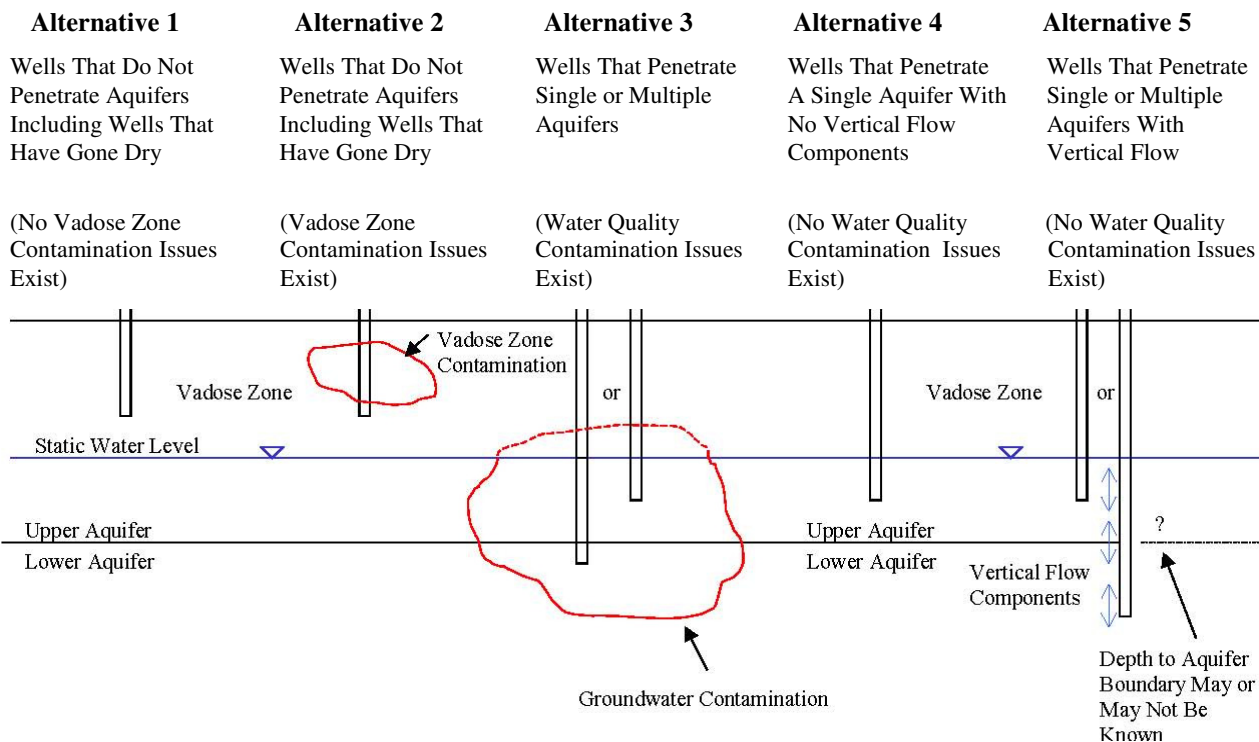 Alternative 1
Wells That Do Not
Penetrate Aquifers
Including Wells That
Have Gone Dry
(No Vadose Zone
Contamination Issues
Exist)
Alternative 2
Wells That Do Not
Penetrate Aquifers
Including Wells That
Have Gone Dry
(Vadose Zone
Contamination Issues
Exist)
Alternative 3
Wells That Penetrate
Single or Multiple
Aquifers
(Water Quality
Contamination Issues
Exist)
Alternative 4
Wells That Penetrate
A Single Aquifer With
No Vertical Flow
Components
(No Water Quality
Contamination Issues
Exist)
Alternative 5
Wells That Penetrate
Single or Multiple
Aquifers With
Vertical Flow
(No Water Quality
Contamination Issues
Exist)
Vadose Zone
Contamination
Vadose Zone
or
Vadose Zone
or
Static Water Level
Upper Aquifer
Lower Aquifer
Upper Aquifer
Lower Aquifer
?
Vertical Flow
Components
Groundwater Contamination
Depth to Aquifer
Boundary May or
May Not Be
Known